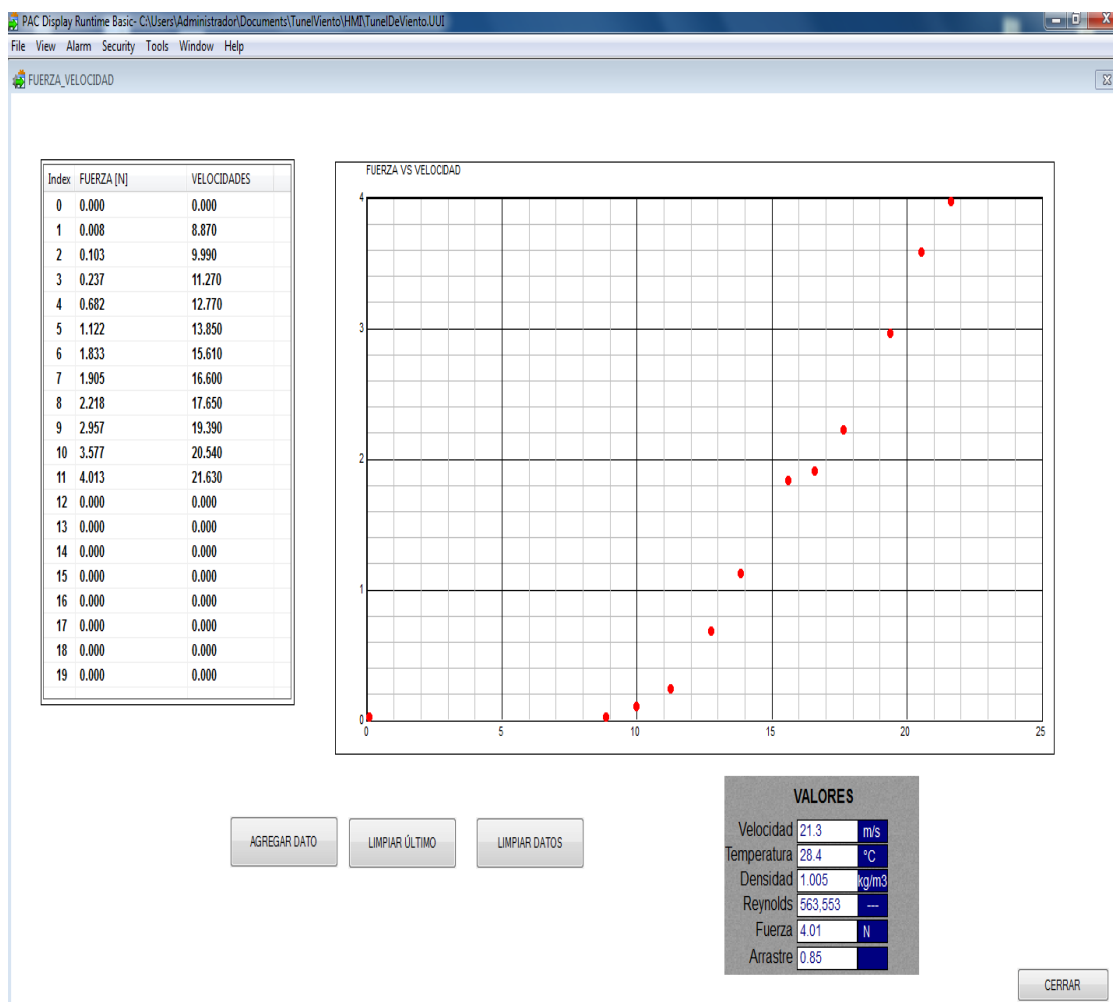 PAC Display Runtime Basic- C:\Users\Administrador\Documents\TunelViento\HMI\TunelDeViento.UUI
File View Alarm Security Tools Window Help
FUERZA_VELOCIDAD
Index FUERZA [N] VELOCIDADES
0 0.000 0.000
1 0.008 8.870
2 0.103 9.990
3 0.237 11.270
4 0.682 12.770
5 1.122 13.850
6 1.833 15.610
7 1.905 16.600
8 2.218 17.650
9 2.957 19.390
10 3.577 20.540
11 4.013 21.630
12 0.000 0.000
13 0.000 0.000
14 0.000 0.000
15 0.000 0.000
16 0.000 0.000
17 0.000 0.000
18 0.000 0.000
19 0.000 0.000
FUERZA VS VELOCIDAD
4
3
2
1
0
0 5 10 15 20 25
AGREGAR DATO
LIMPIAR ÚLTIMO
LIMPIAR DATOS
VALORES
Velocidad 21.3 m/s
Temperatura 28.4 °C
Densidad 1.005 kg/m3
Reynolds 563,553 ---
Fuerza 4.01 N
Arrastre 0.85
CERRAR